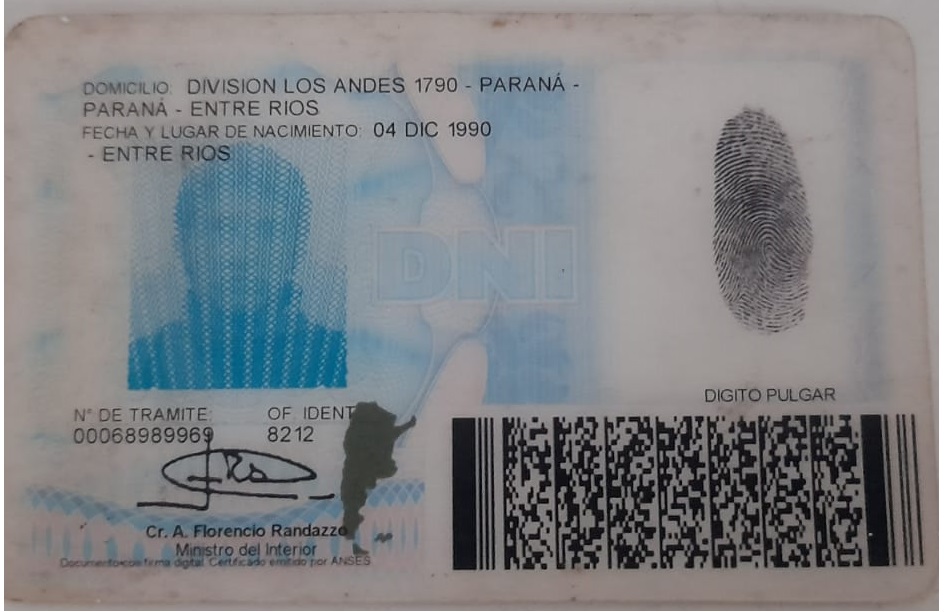 DOMICILIO: DIVISION LOS ANDES 1790 - PARANÁ -
PARANÁ - ENTRE RIOS
FECHA Y LUGAR DE NACIMIENTO: 04 DIC 1990
- ENTRE RIOS
DNI
DIGITO PULGAR
N° DE TRAMITE: OF IDENT
00068989969 8212
Cr. A. Florencio Randazzo
Ministro del Interior
Documento con firma digital. Certificado emitido por ANSES